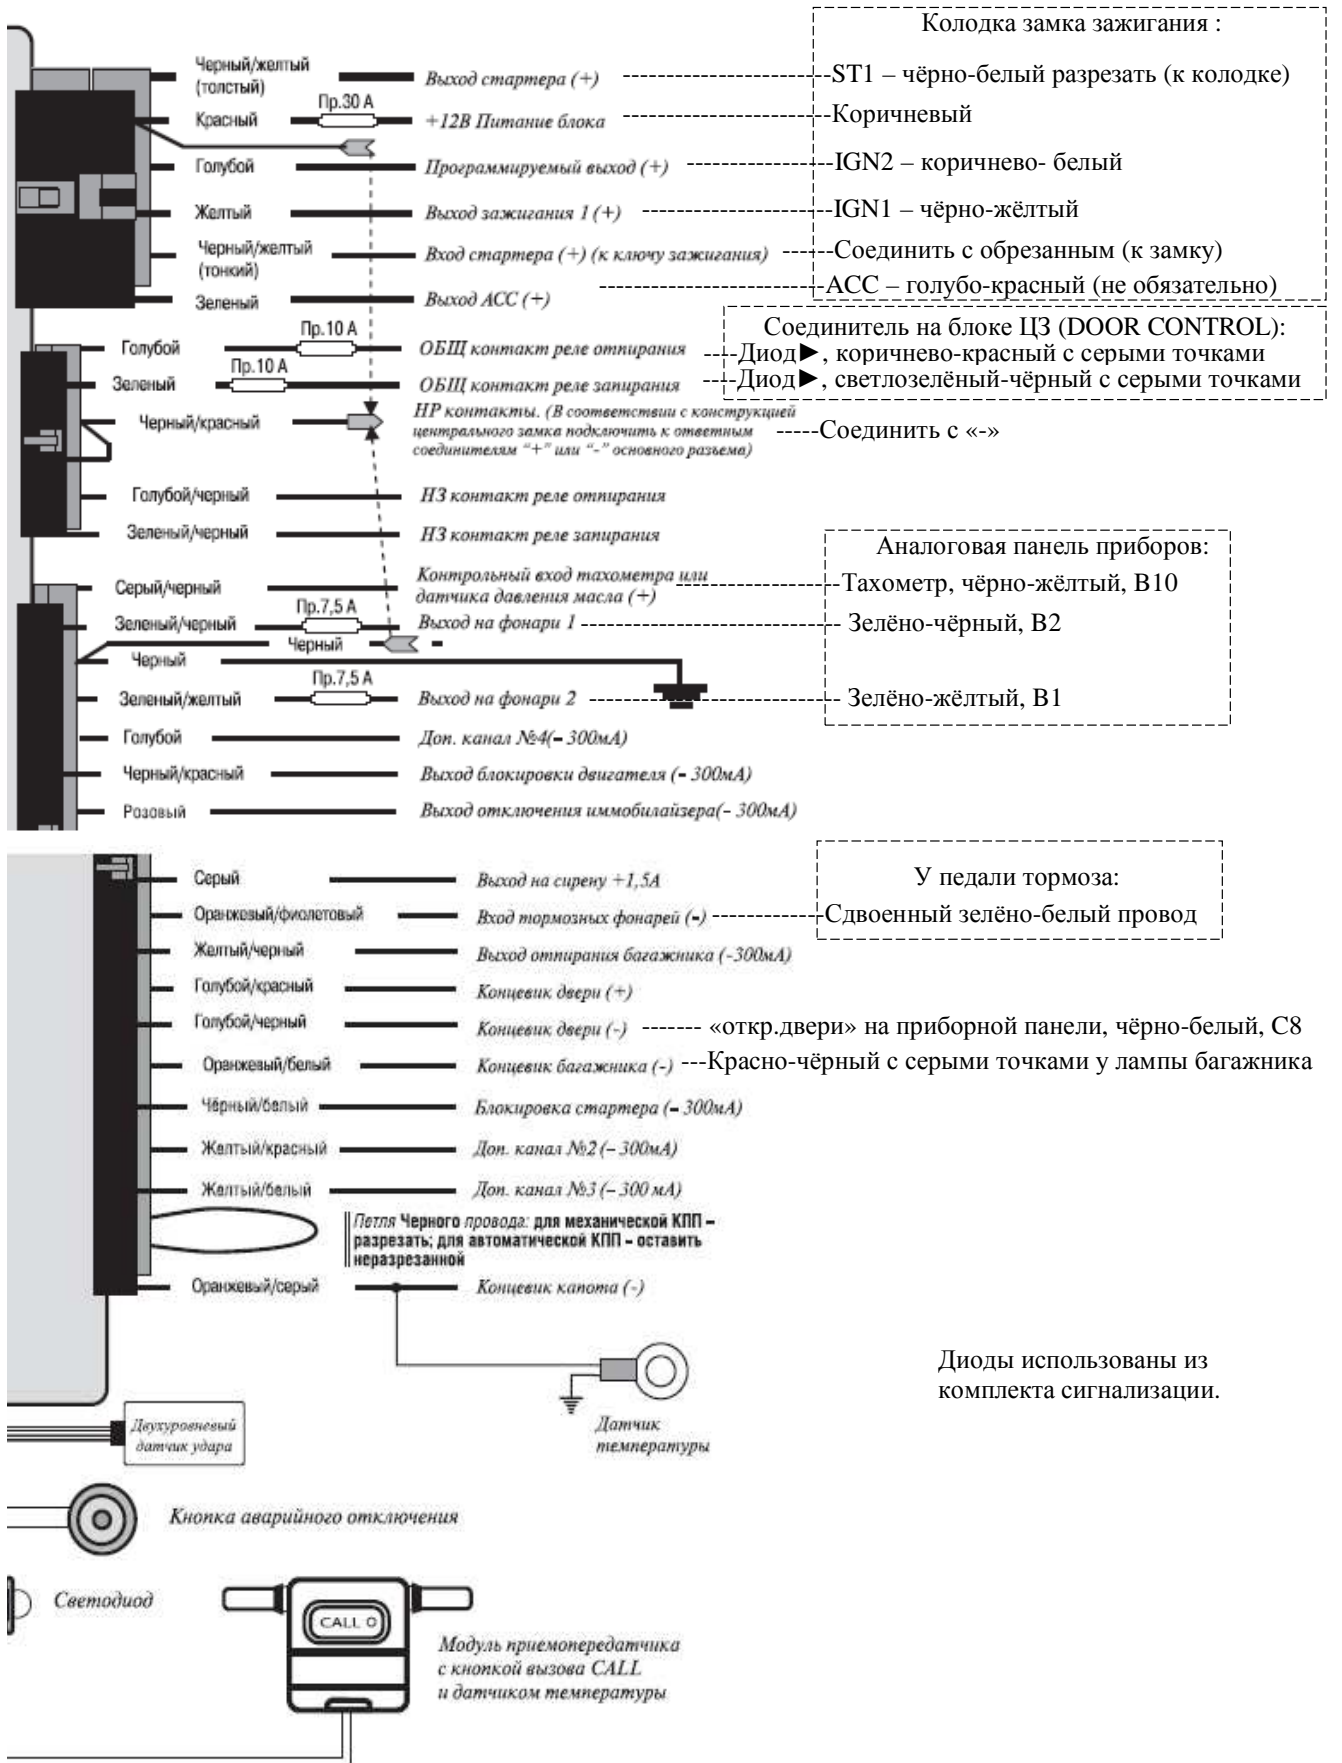 Колодка замка зажигания :
Черный/желтый
(толстый)
Выход стартера (+)
ST1 – чёрно-белый разрезать (к колодке)
Красный
Пр.30 А
+12В Питание блока
Коричневый
Голубой
Программируемый выход (+)
IGN2 – коричнево- белый
Желтый
Выход зажигания 1 (+)
IGN1 – чёрно-жёлтый
Черный/желтый
(тонкий)
Вход стартера (+) (к ключу зажигания)
Соединить с обрезанным (к замку)
Зеленый
Выход АСС (+)
АСС – голубо-красный (не обязательно)
Соединитель на блоке ЦЗ (DOOR CONTROL):
Голубой
Пр.10 А
ОБЩ контакт реле отпирания
Диод►, коричнево-красный с серыми точками
Зеленый
Пр.10 А
ОБЩ контакт реле запирания
Диод►, светлозелёный-чёрный с серыми точками
Черный/красный
НР контакты. (В соответствии с конструкцией
центрального замка подключить к ответным
соединителям "+" или "-" основного разъема)
Соединить с «-»
Голубой/черный
НЗ контакт реле отпирания
Зеленый/черный
НЗ контакт реле запирания
Аналоговая панель приборов:
Серый/черный
Контрольный вход тахометра или
датчика давления масла (+)
Тахометр, чёрно-жёлтый, В10
Зеленый/черный
Пр.7,5 А
Выход на фонари 1
Зелёно-чёрный, В2
Черный
Черный
Зеленый/желтый
Пр.7,5 А
Выход на фонари 2
Зелёно-жёлтый, В1
Голубой
Доп. канал №4(– 300мА)
Черный/красный
Выход блокировки двигателя (– 300мА)
Розовый
Выход отключения иммобилайзера(– 300мА)
У педали тормоза:
Серый
Выход на сирену +1,5А
Оранжевый/фиолетовый
Вход тормозных фонарей (-)
Сдвоенный зелёно-белый провод
Желтый/черный
Выход отпирания багажника (-300мА)
Голубой/красный
Концевик двери (+)
Голубой/черный
Концевик двери (-)
«откр.двери» на приборной панели, чёрно-белый, С8
Оранжевый/белый
Концевик багажника (-)
Красно-чёрный с серыми точками у лампы багажника
Чёрный/белый
Блокировка стартера (– 300мА)
Желтый/красный
Доп. канал №2 (– 300мА)
Желтый/белый
Доп. канал №3 (– 300 мА)
Петля Черного провода: для механической КПП –
разрезать; для автоматической КПП – оставить
неразрезанной
Оранжевый/серый
Концевик капота (-)
Диоды использованы из
комплекта сигнализации.
Датчик
температуры
Двухуровневый
датчик удара
Кнопка аварийного отключения
Светодиод
CALL
Модуль приемопередатчика
с кнопкой вызова CALL
и датчиком температуры